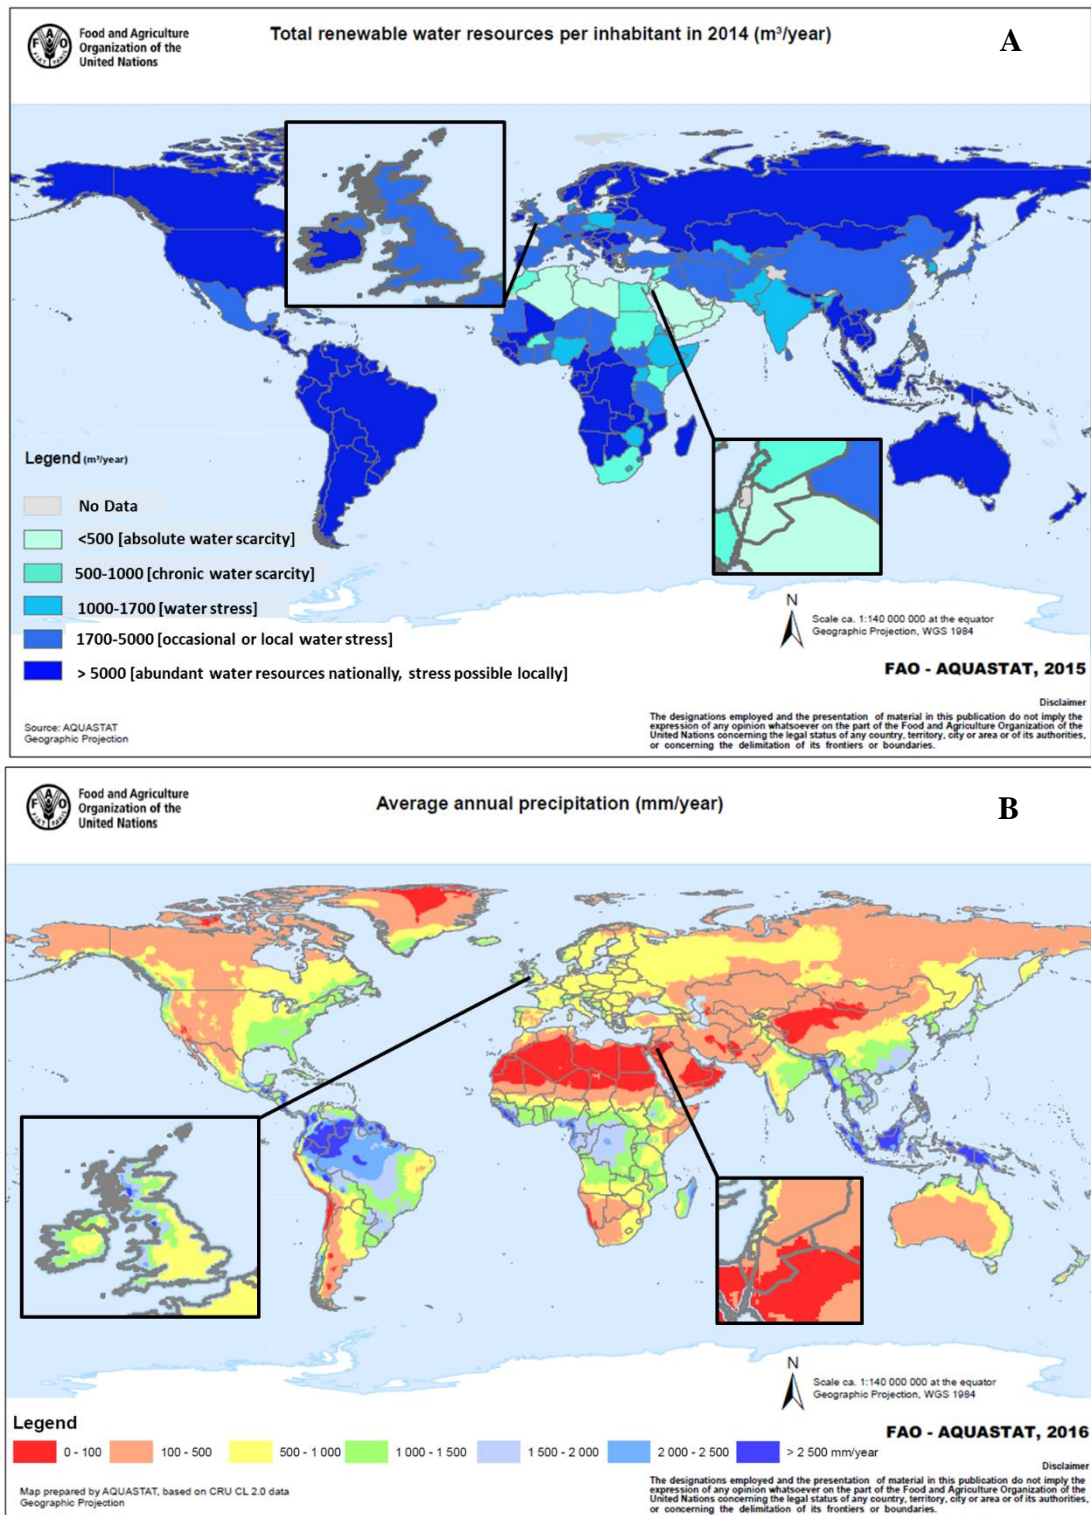 Food and Agriculture
Organization of the
United Nations
F A O
FIAT PANIS
Total renewable water resources per inhabitant in 2014 (m³/year)
A
Legend (m³/year)
No Data
<500 [absolute water scarcity]
500-1000 [chronic water scarcity]
1000-1700 [water stress]
1700-5000 [occasional or local water stress]
> 5000 [abundant water resources nationally, stress possible locally]
N
Scale ca. 1:140 000 000 at the equator
Geographic Projection, WGS 1984
FAO - AQUASTAT, 2015
Source: AQUASTAT
Geographic Projection
Disclaimer
The designations employed and the presentation of material in this publication do not imply the
expression of any opinion whatsoever on the part of the Food and Agriculture Organization of the
United Nations concerning the legal status of any country, territory, city or area or of its authorities,
or concerning the delimitation of its frontiers or boundaries.
Food and Agriculture
Organization of the
United Nations
F A O
FIAT PANIS
Average annual precipitation (mm/year)
B
N
Scale ca. 1:140 000 000 at the equator
Geographic Projection, WGS 1984
Legend
0 - 100
100 - 500
500 - 1 000
1 000 - 1 500
1 500 - 2 000
2 000 - 2 500
> 2 500 mm/year
FAO - AQUASTAT, 2016
Map prepared by AQUASTAT, based on CRU CL 2.0 data
Geographic Projection
Disclaimer
The designations employed and the presentation of material in this publication do not imply the
expression of any opinion whatsoever on the part of the Food and Agriculture Organization of the
United Nations concerning the legal status of any country, territory, city or area or of its authorities,
or concerning the delimitation of its frontiers or boundaries.